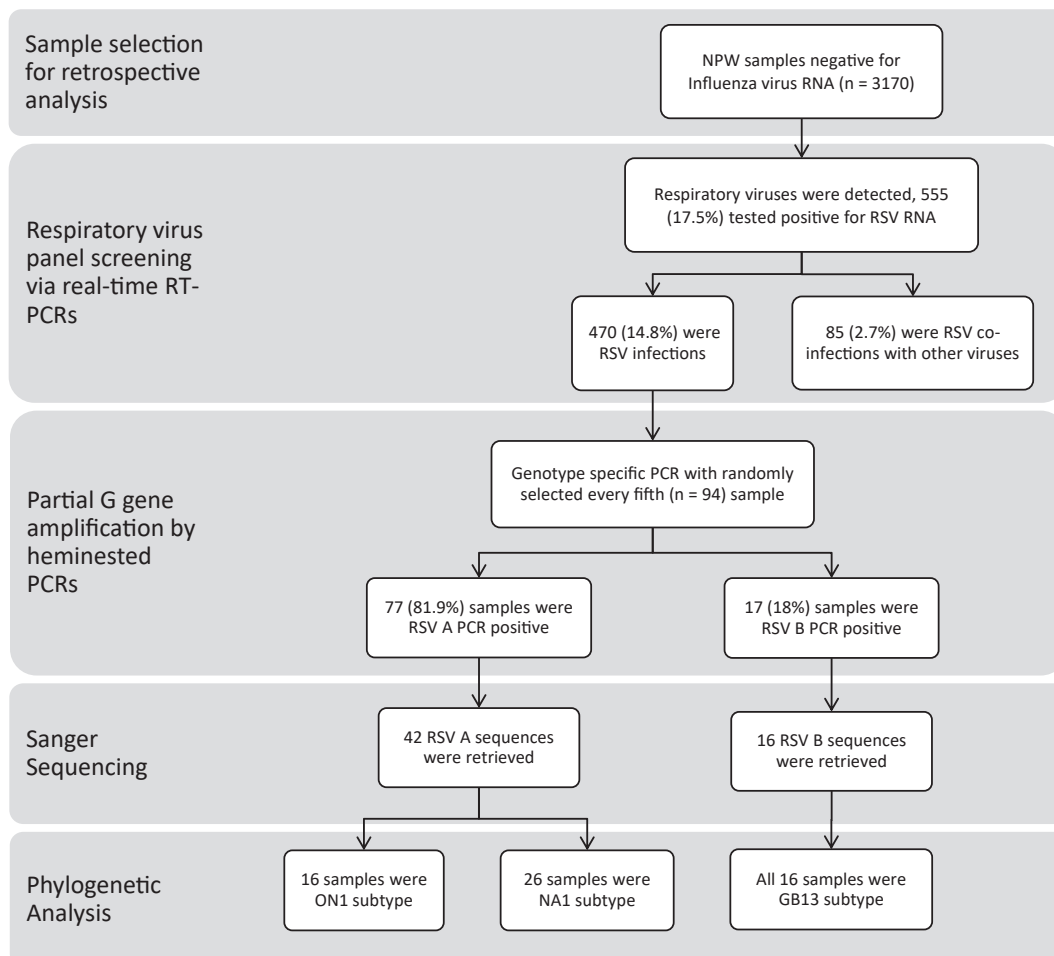 Sample selection
for retrospective
analysis
NPW samples negative for
Influenza virus RNA (n = 3170)
Respiratory virus
panel screening
via real-time RT-
PCRs
Respiratory viruses were detected, 555
(17.5%) tested positive for RSV RNA
470 (14.8%) were
RSV infections
85 (2.7%) were RSV co-
infections with other viruses
Partial G gene
amplification by
heminested
PCRs
Genotype specific PCR with randomly
selected every fifth (n = 94) sample
77 (81.9%) samples were
RSV A PCR positive
17 (18%) samples were
RSV B PCR positive
Sanger
Sequencing
42 RSV A sequences
were retrieved
16 RSV B sequences
were retrieved
Phylogenetic
Analysis
16 samples were
ON1 subtype
26 samples were
NA1 subtype
All 16 samples were
GB13 subtype